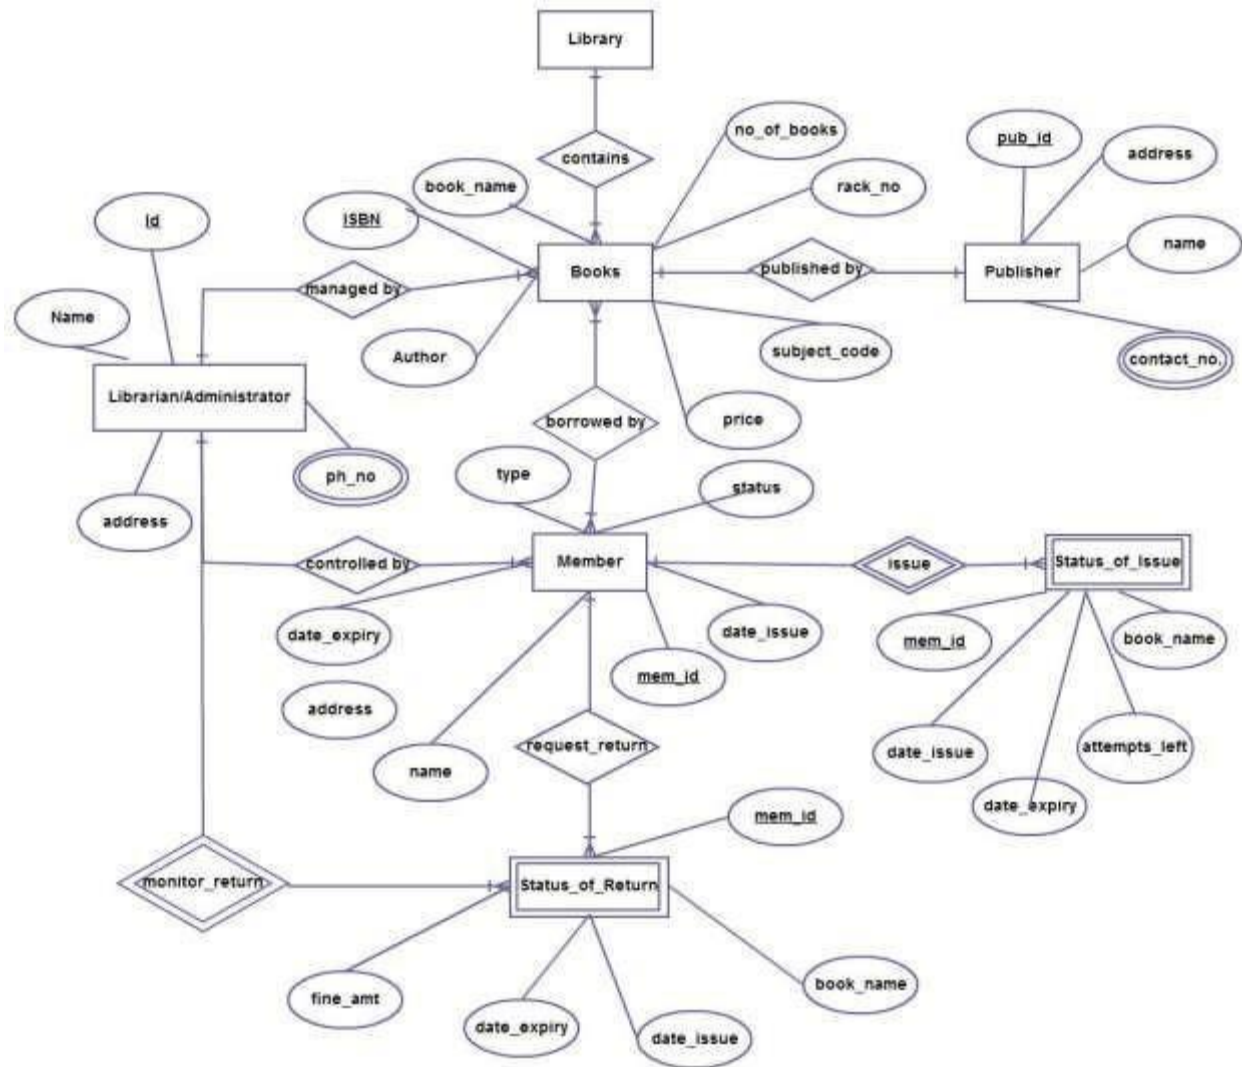 Library
no_of_books
pub_id
contains
address
book_name
rack_no
ISBN
id
name
Books
published by
Publisher
managed by
Name
Author
subject_code
contact_no.
Librarian/Administrator
borrowed by
price
type
status
ph_no
address
controlled by
Member
issue
Status_of_Issue
date_expiry
date_issue
mem_id
book_name
mem_id
address
request_return
date_issue
attempts_left
name
date_expiry
mem_id
monitor_return
Status_of_Return
book_name
fine_amt
date_expiry
date_issue